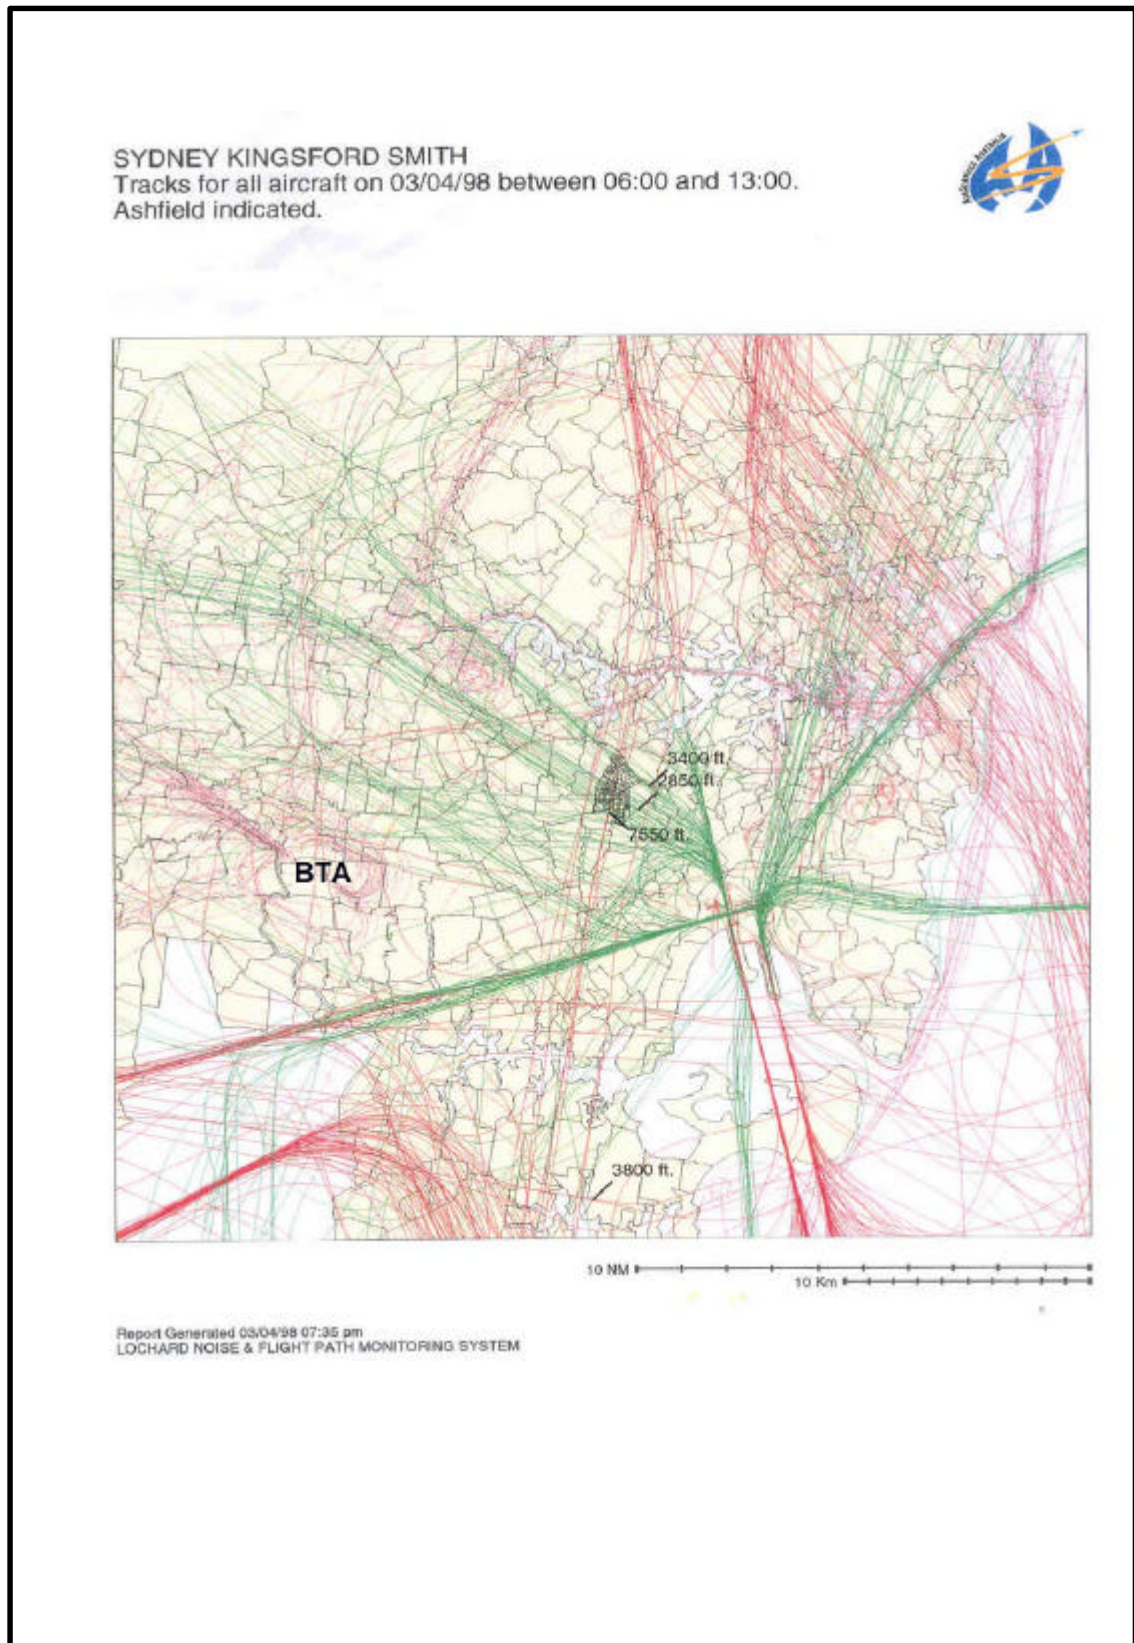 SYDNEY KINGSFORD SMITH
Tracks for all aircraft on 03/04/98 between 06:00 and 13:00.
Ashfield indicated.
Airservices Australia
3400 ft.
2850 ft.
7550 ft.
BTA
3800 ft.
10 NM
10 Km
Report Generated 03/04/98 07:35 pm
LOCHARD NOISE & FLIGHT PATH MONITORING SYSTEM